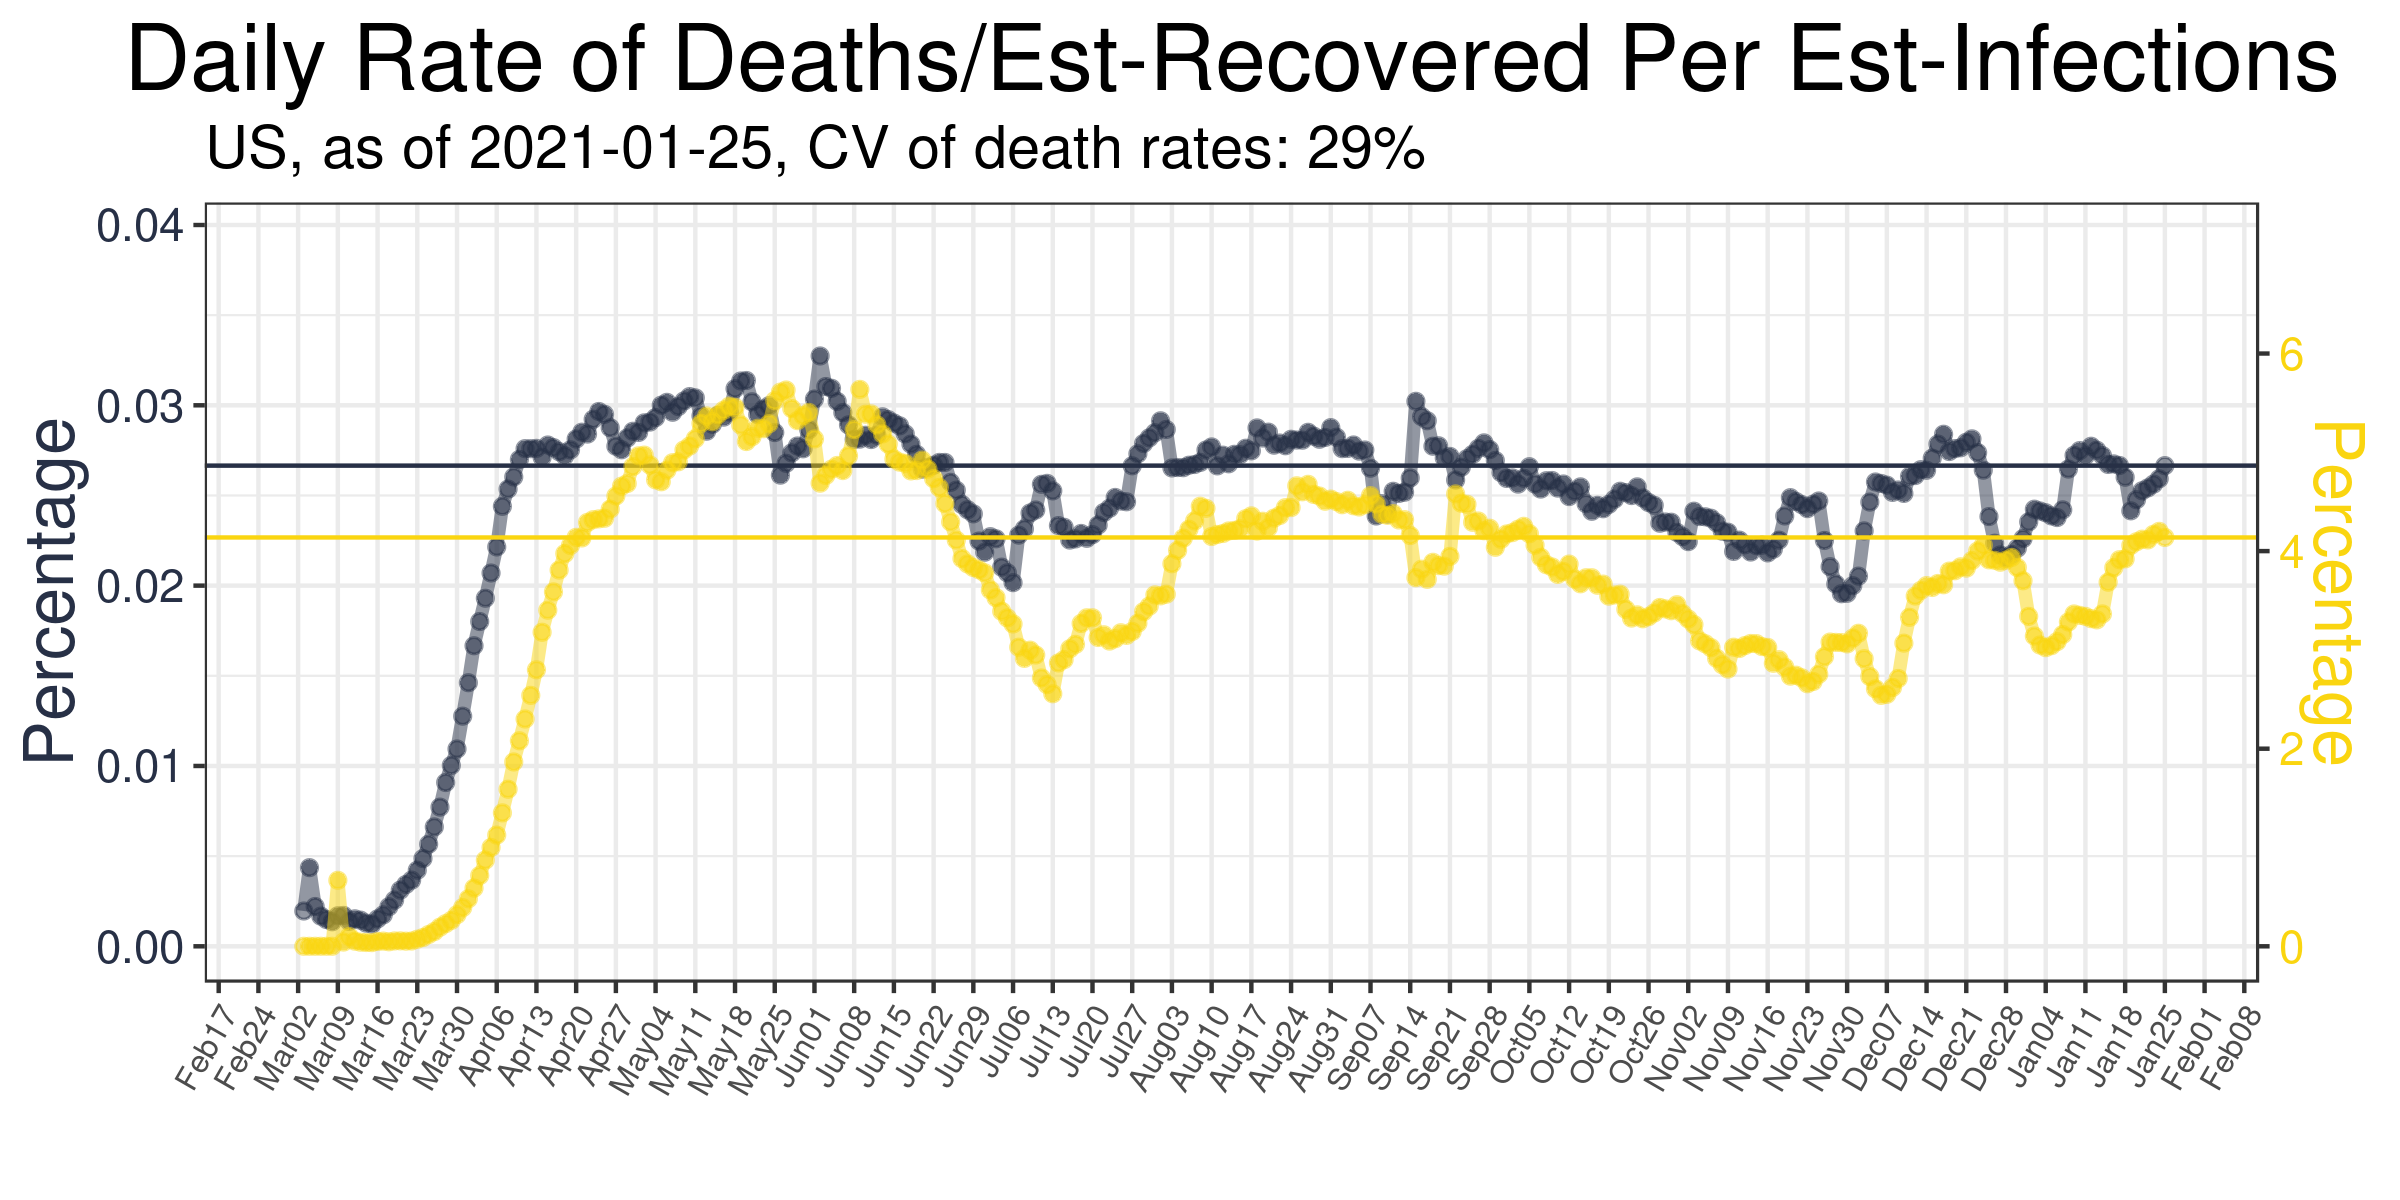 Daily Rate of Deaths/Est-Recovered Per Est-Infections
US, as of 2021-01-25, CV of death rates: 29%
Percentage
0.04
0.03
0.02
0.01
0.00
6
4
2
0
Percentage
Feb17
Feb24
Mar02
Mar09
Mar16
Mar23
Mar30
Apr06
Apr13
Apr20
Apr27
May04
May11
May18
May25
Jun01
Jun08
Jun15
Jun22
Jun29
Jul06
Jul13
Jul20
Jul27
Aug03
Aug10
Aug17
Aug24
Aug31
Sep07
Sep14
Sep21
Sep28
Oct05
Oct12
Oct19
Oct26
Nov02
Nov09
Nov16
Nov23
Nov30
Dec07
Dec14
Dec21
Dec28
Jan04
Jan11
Jan18
Jan25
Feb01
Feb08